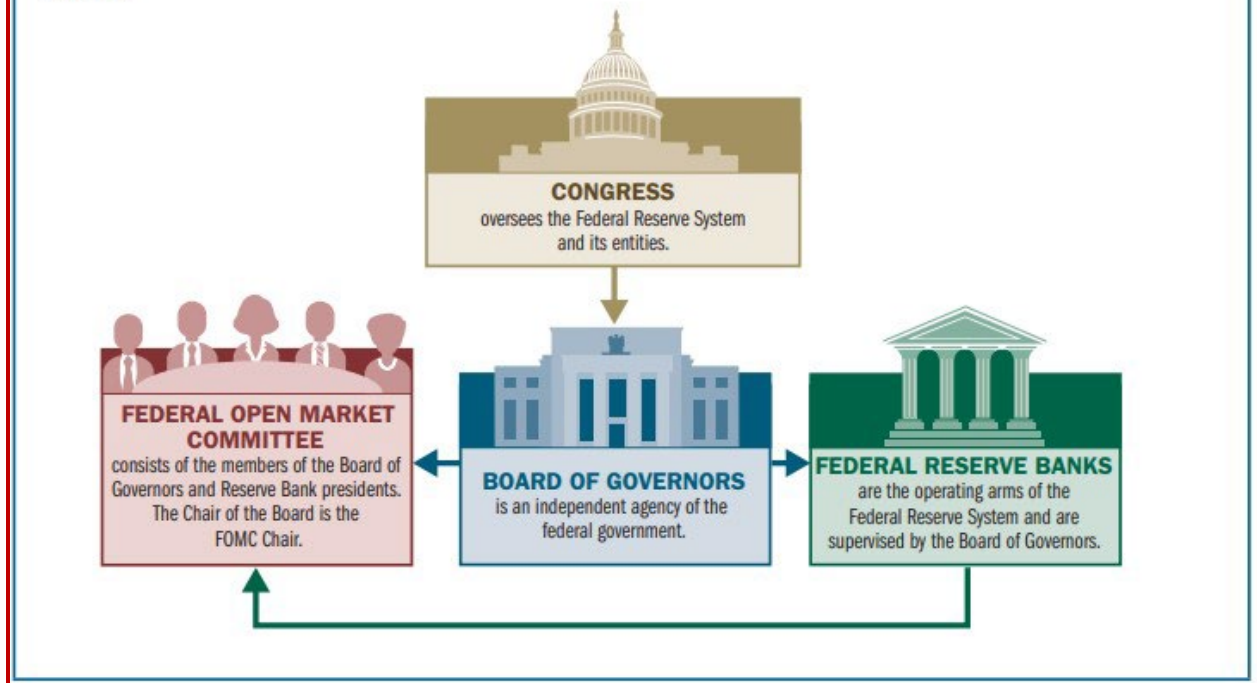 CONGRESS
oversees the Federal Reserve System
and its entities.
FEDERAL OPEN MARKET
COMMITTEE
consists of the members of the Board of
Governors and Reserve Bank presidents.
The Chair of the Board is the
FOMC Chair.
BOARD OF GOVERNORS
is an independent agency of the
federal government.
FEDERAL RESERVE BANKS
are the operating arms of the
Federal Reserve System and are
supervised by the Board of Governors.